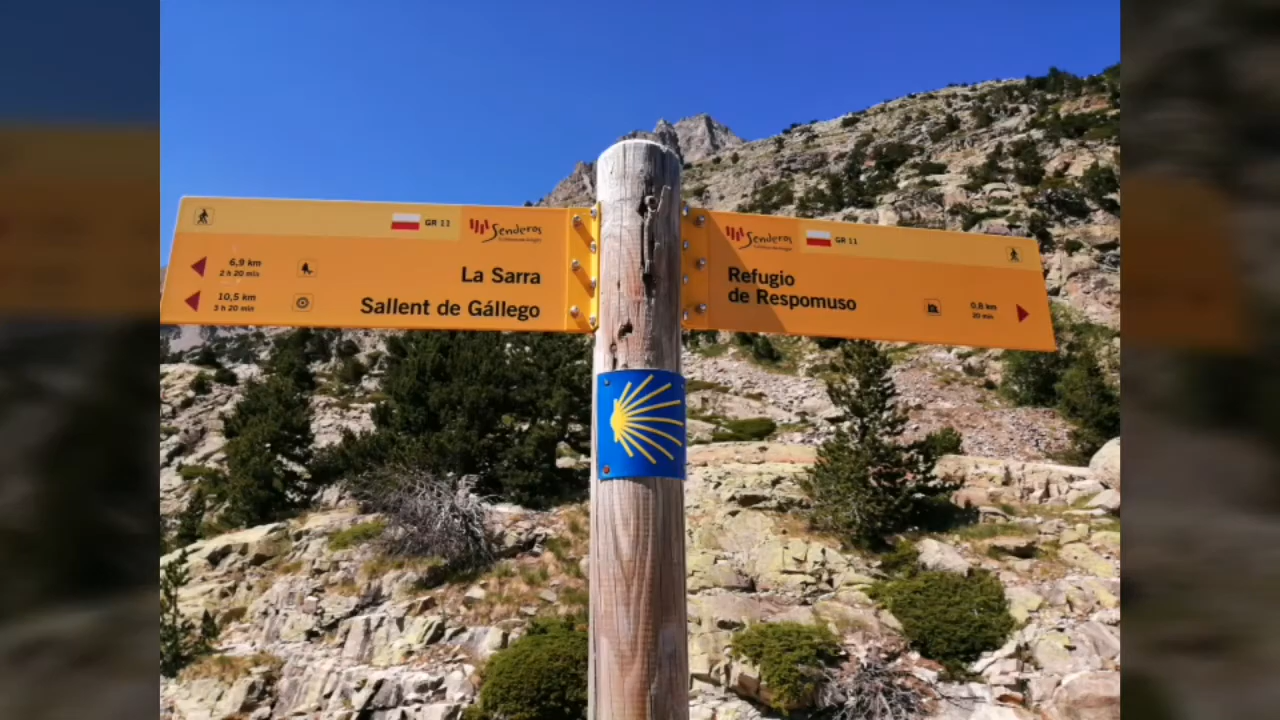 GR 11
Senderos
6,9 km
2 h 20 min
La Sarra
10,5 km
3 h 20 min
Sallent de Gállego
Senderos
GR 11
Refugio
de Respomuso
0,8 km
20 min